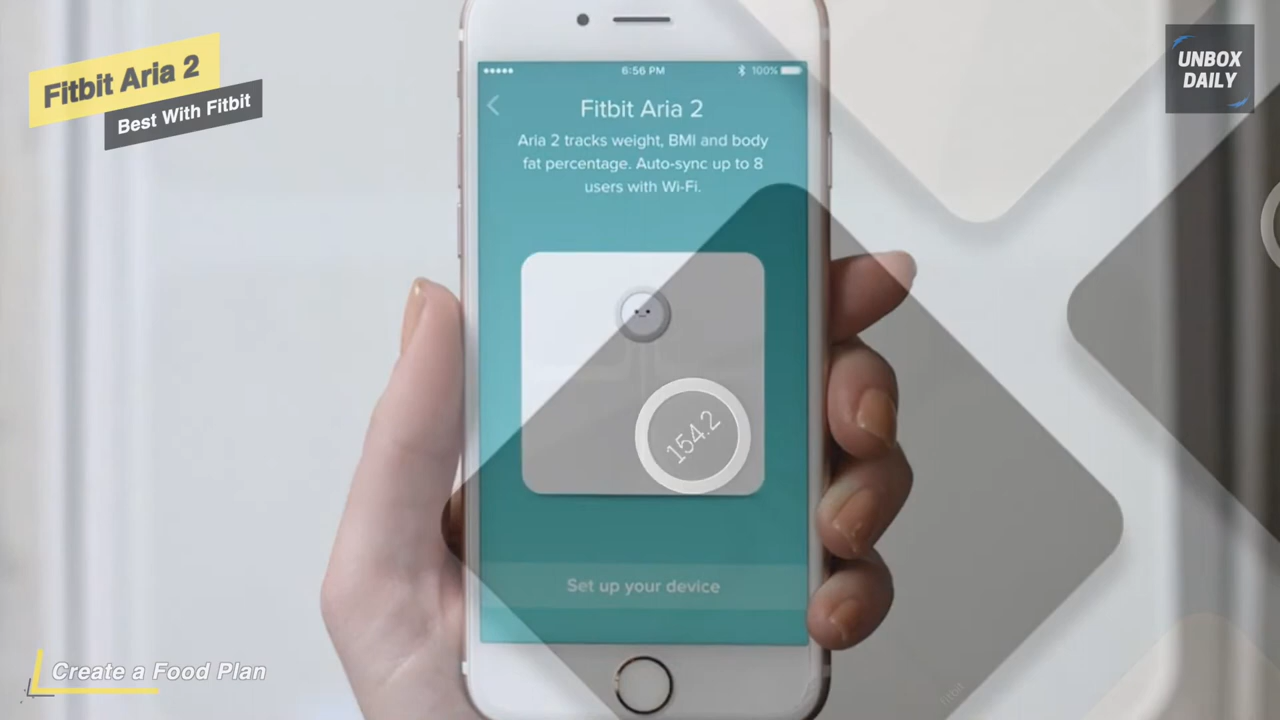 Fitbit Aria 2
Best With Fitbit
UNBOX
DAILY
6:56 PM
100%
Fitbit Aria 2
Aria 2 tracks weight, BMI and body
fat percentage. Auto-sync up to 8
users with Wi-Fi.
154.2
Set up your device
Create a Food Plan
fitbit